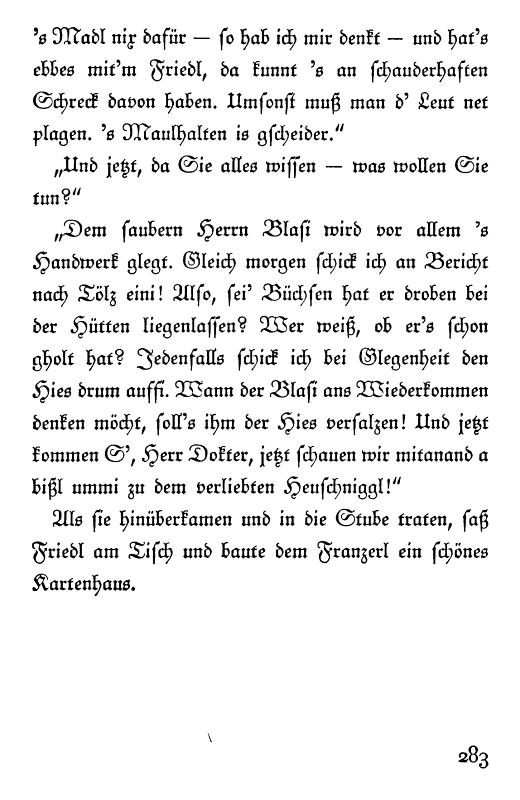 's Madl nix dafür — so hab ich mir denkt — und hat's
ebbes mit'm Friedl, da kunnt 's an schauderhaften
Schreck davon haben. Umsonst muß man d' Leut net
plagen. 's Maulhalten is gscheider.“
„Und jetzt, da Sie alles wissen — was wollen Sie
tun?“
„Dem saubern Herrn Blasi wird vor allem 's
Handwerk glegt. Gleich morgen schick ich an Bericht
nach Tölz eini! Also, sei' Büchsen hat er droben bei
der Hütten liegenlassen? Wer weiß, ob er's schon
gholt hat? Jedenfalls schick ich bei Glegenheit den
Hies drum auffi. Wann der Blasi ans Wiederkommen
denken möcht, soll's ihm der Hies versalzen! Und jetzt
kommen S', Herr Dokter, jetzt schauen wir mitanand a
bißl ummi zu dem verliebten Heuschniggl!“
Als sie hinüberkamen und in die Stube traten, saß
Friedl am Tisch und baute dem Franzerl ein schönes
Kartenhaus.
283